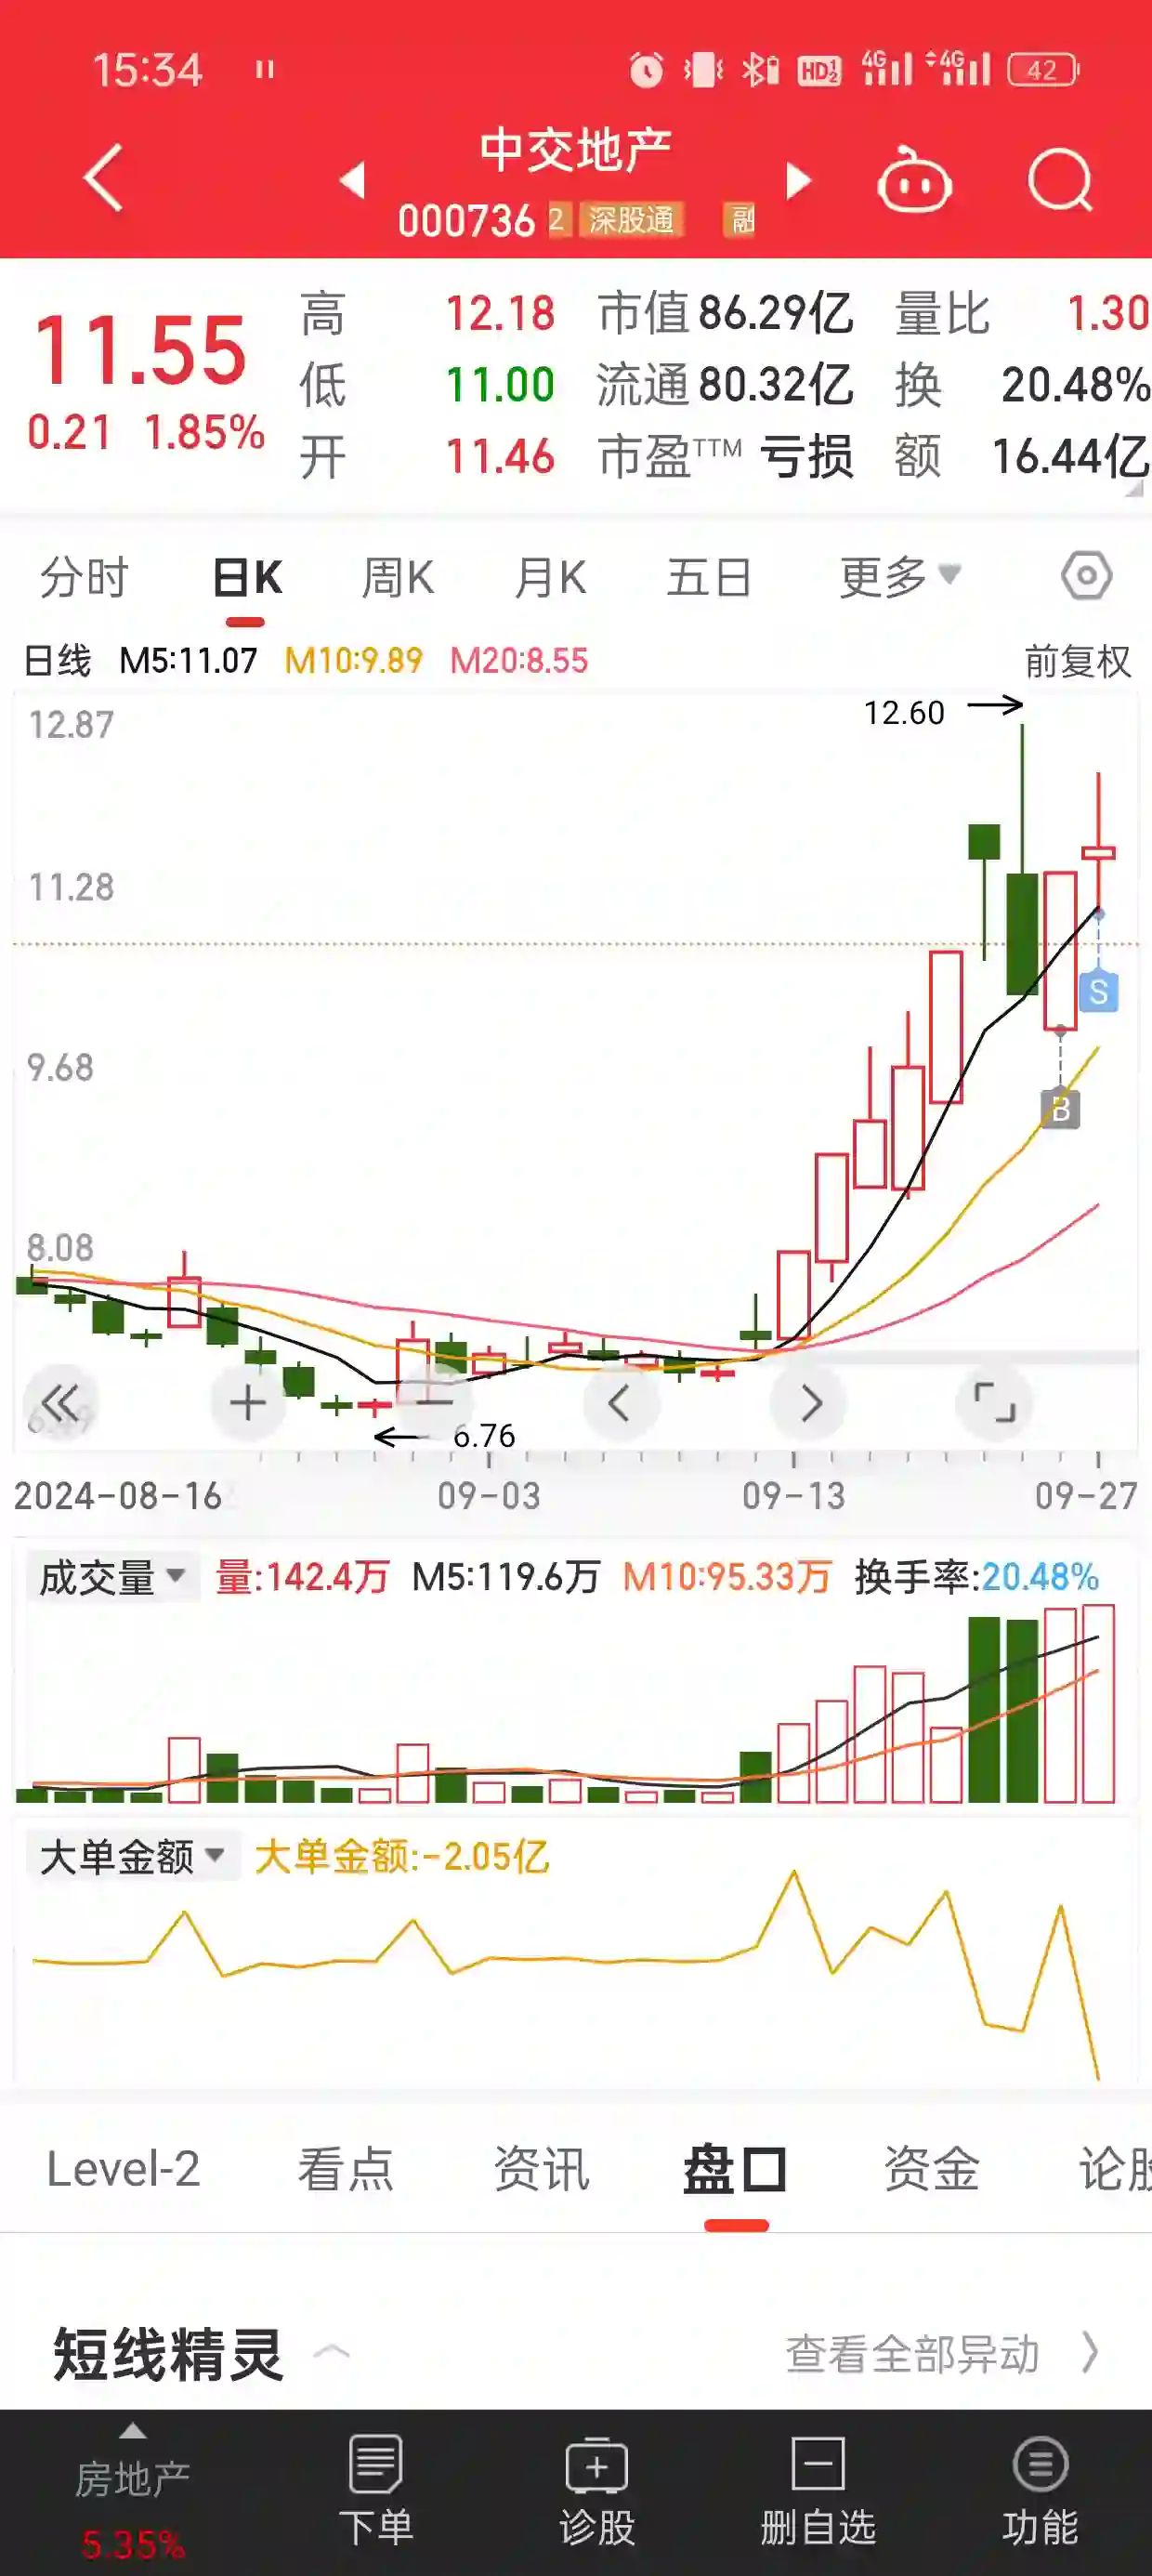 15:34 HD 4G 4G 42
中交地产
000736 2 深股通 融
11.55
0.21 1.85%
高 12.18 市值 86.29亿 量比 1.30
低 11.00 流通 80.32亿 换 20.48%
开 11.46 市盈TTM 亏损 额 16.44亿
分时 日K 周K 月K 五日 更多
日线 M5:11.07 M10:9.89 M20:8.55 前复权
12.87
12.60
11.28
9.68
8.08
S
B
6.76
2024-08-16 09-03 09-13 09-27
成交量 量:142.4万 M5:119.6万 M10:95.33万 换手率:20.48%
大单金额 大单金额:-2.05亿
Level-2 看点 资讯 盘口 资金 论股
短线精灵 查看全部异动
房地产 5.35%
下单 诊股 删自选 功能